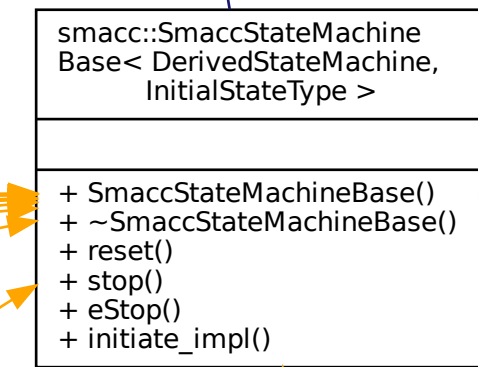 smacc::SmaccStateMachine
Base< DerivedStateMachine,
InitialStateType >
+ SmaccStateMachineBase()
+ ~SmaccStateMachineBase()
+ reset()
+ stop()
+ eStop()
+ initiate_impl()